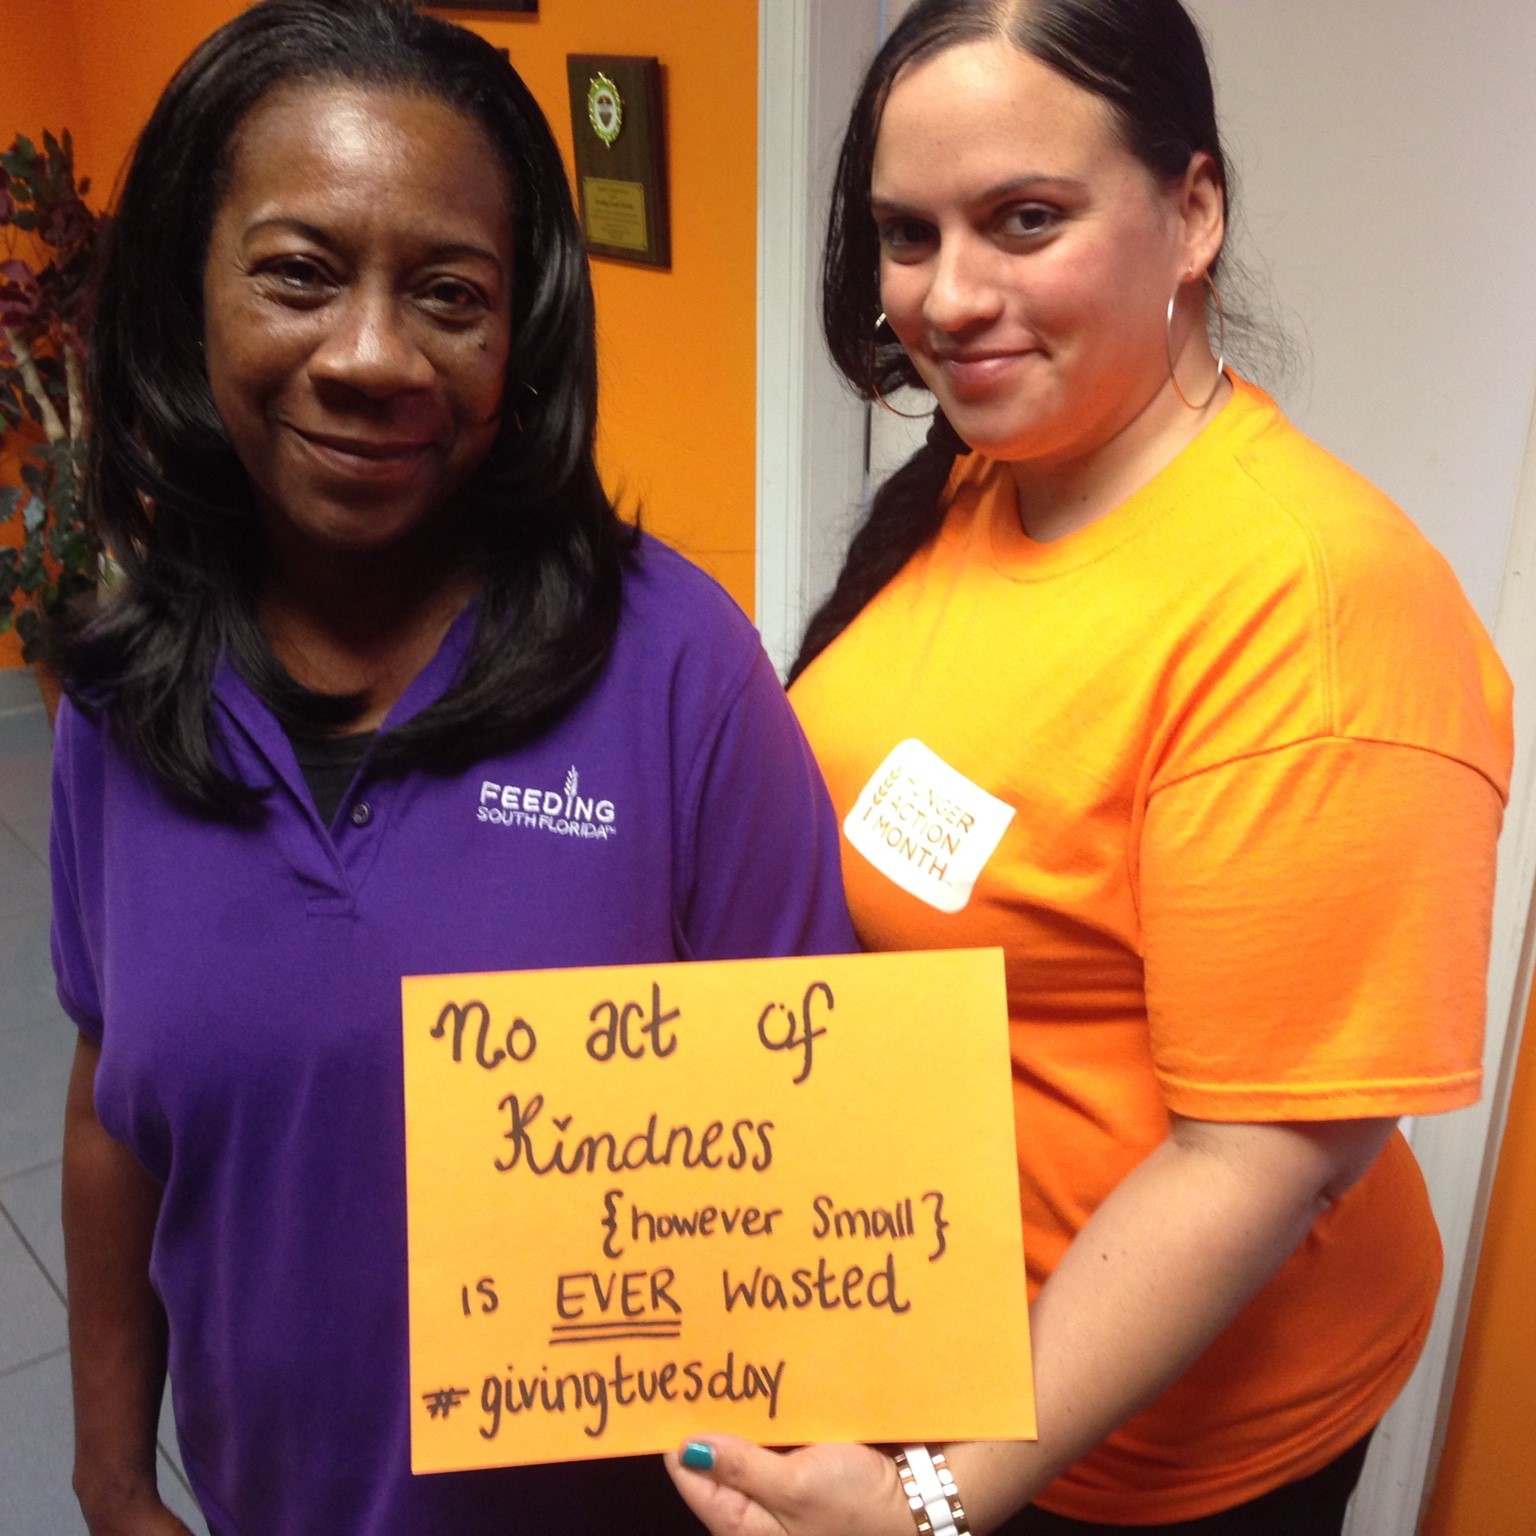 FEEDING
SOUTH FLORIDA
ACTION
MONTH
No act of
Kindness
{however small}
is EVER wasted
#givingtuesday